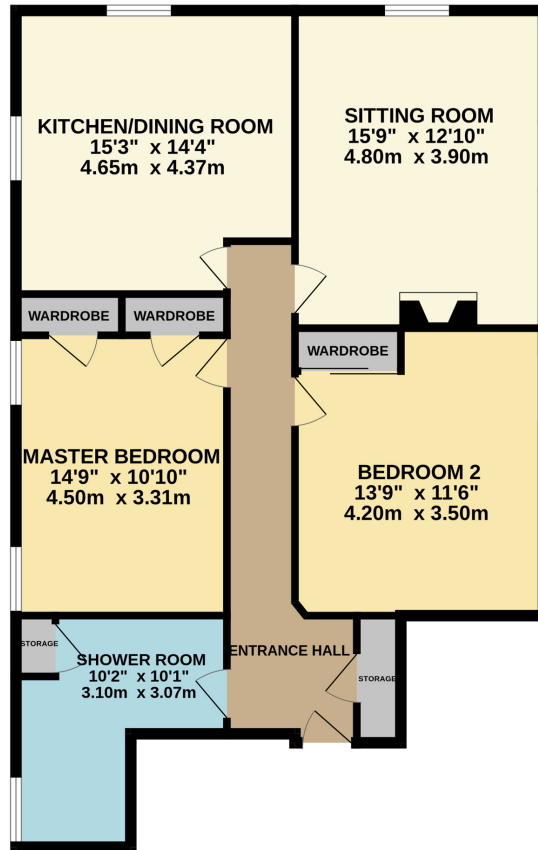 KITCHEN/DINING ROOM
15'3" x 14'4"
4.65m x 4.37m
SITTING ROOM
15'9" x 12'10"
4.80m x 3.90m
WARDROBE
WARDROBE
WARDROBE
MASTER BEDROOM
14'9" x 10'10"
4.50m x 3.31m
BEDROOM 2
13'9" x 11'6"
4.20m x 3.50m
STORAGE
SHOWER ROOM
10'2" x 10'1"
3.10m x 3.07m
ENTRANCE HALL
STORAGE